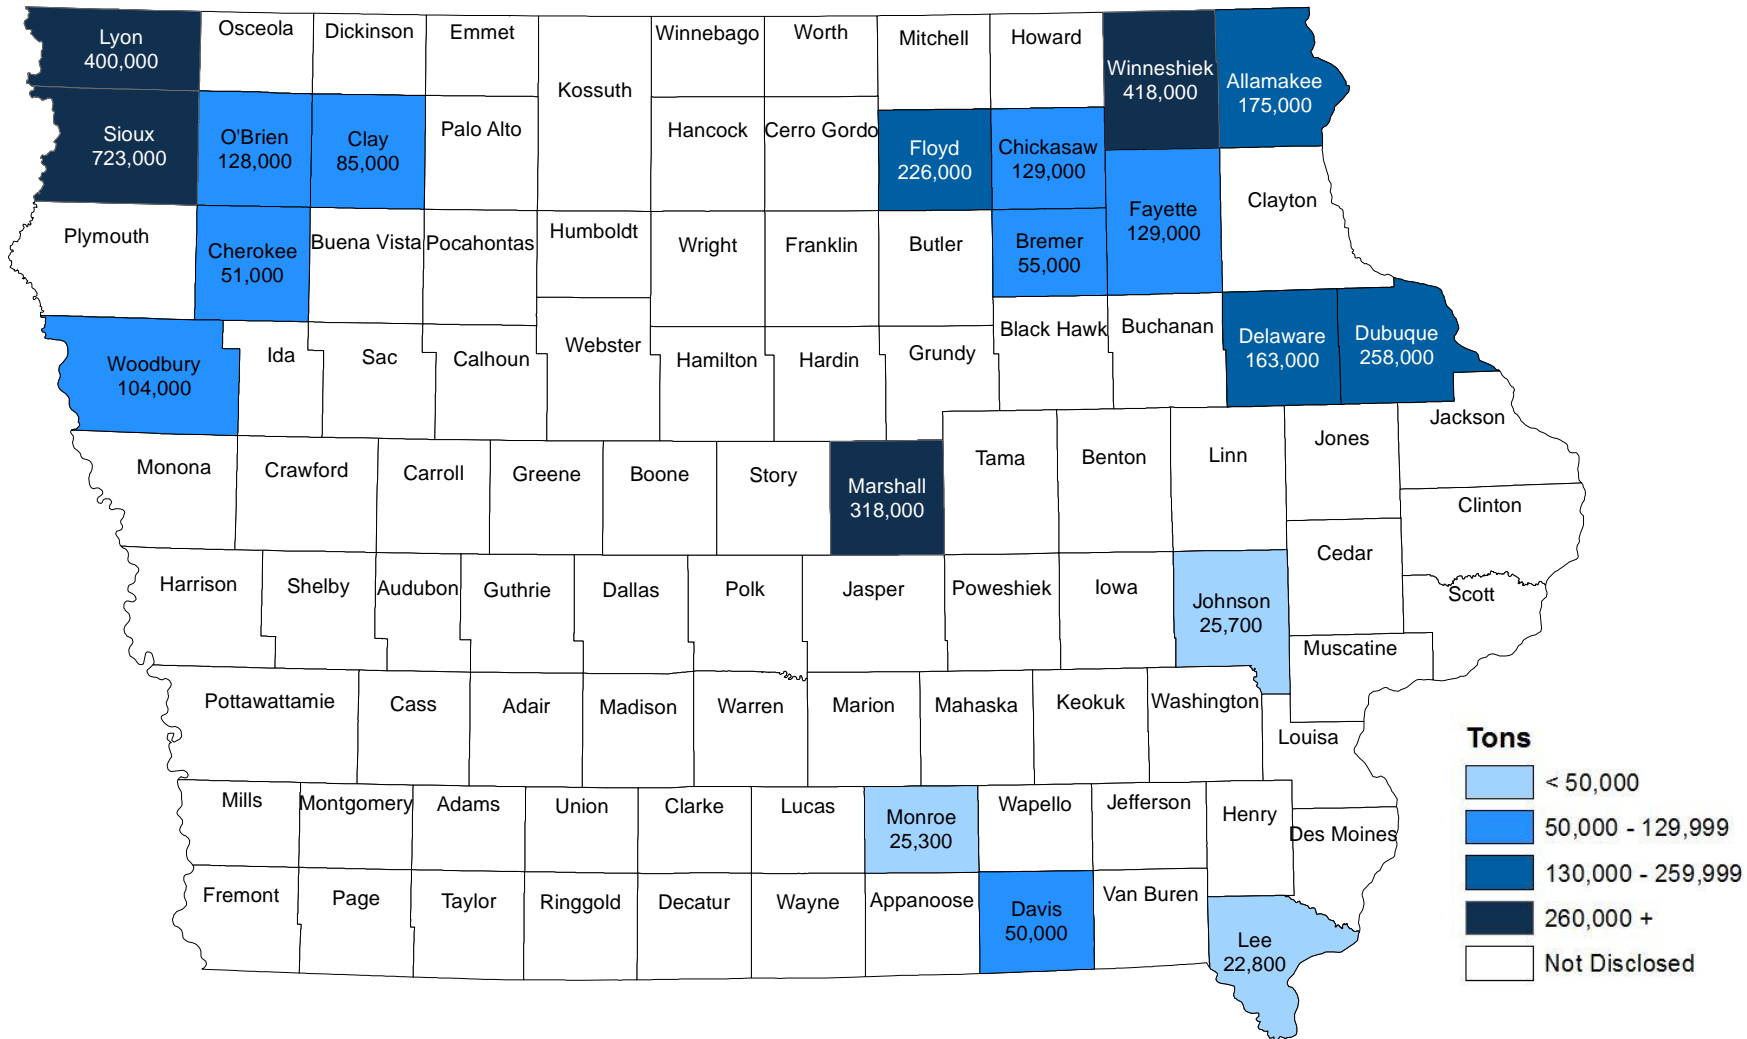 Lyon
400,000
Osceola
Dickinson
Emmet
Kossuth
Winnebago
Worth
Mitchell
Howard
Winneshiek
418,000
Allamakee
175,000
Sioux
723,000
O'Brien
128,000
Clay
85,000
Palo Alto
Hancock
Cerro Gordo
Floyd
226,000
Chickasaw
129,000
Fayette
129,000
Clayton
Plymouth
Cherokee
51,000
Buena Vista
Pocahontas
Humboldt
Wright
Franklin
Butler
Bremer
55,000
Woodbury
104,000
Ida
Sac
Calhoun
Webster
Hamilton
Hardin
Grundy
Black Hawk
Buchanan
Delaware
163,000
Dubuque
258,000
Monona
Crawford
Carroll
Greene
Boone
Story
Marshall
318,000
Tama
Benton
Linn
Jones
Jackson
Clinton
Harrison
Shelby
Audubon
Guthrie
Dallas
Polk
Jasper
Poweshiek
Iowa
Johnson
25,700
Cedar
Scott
Muscatine
Pottawattamie
Cass
Adair
Madison
Warren
Marion
Mahaska
Keokuk
Washington
Louisa
Mills
Montgomery
Adams
Union
Clarke
Lucas
Monroe
25,300
Wapello
Jefferson
Henry
Des Moines
Fremont
Page
Taylor
Ringgold
Decatur
Wayne
Appanoose
Davis
50,000
Van Buren
Lee
22,800
Tons
< 50,000
50,000 - 129,999
130,000 - 259,999
260,000 +
Not Disclosed